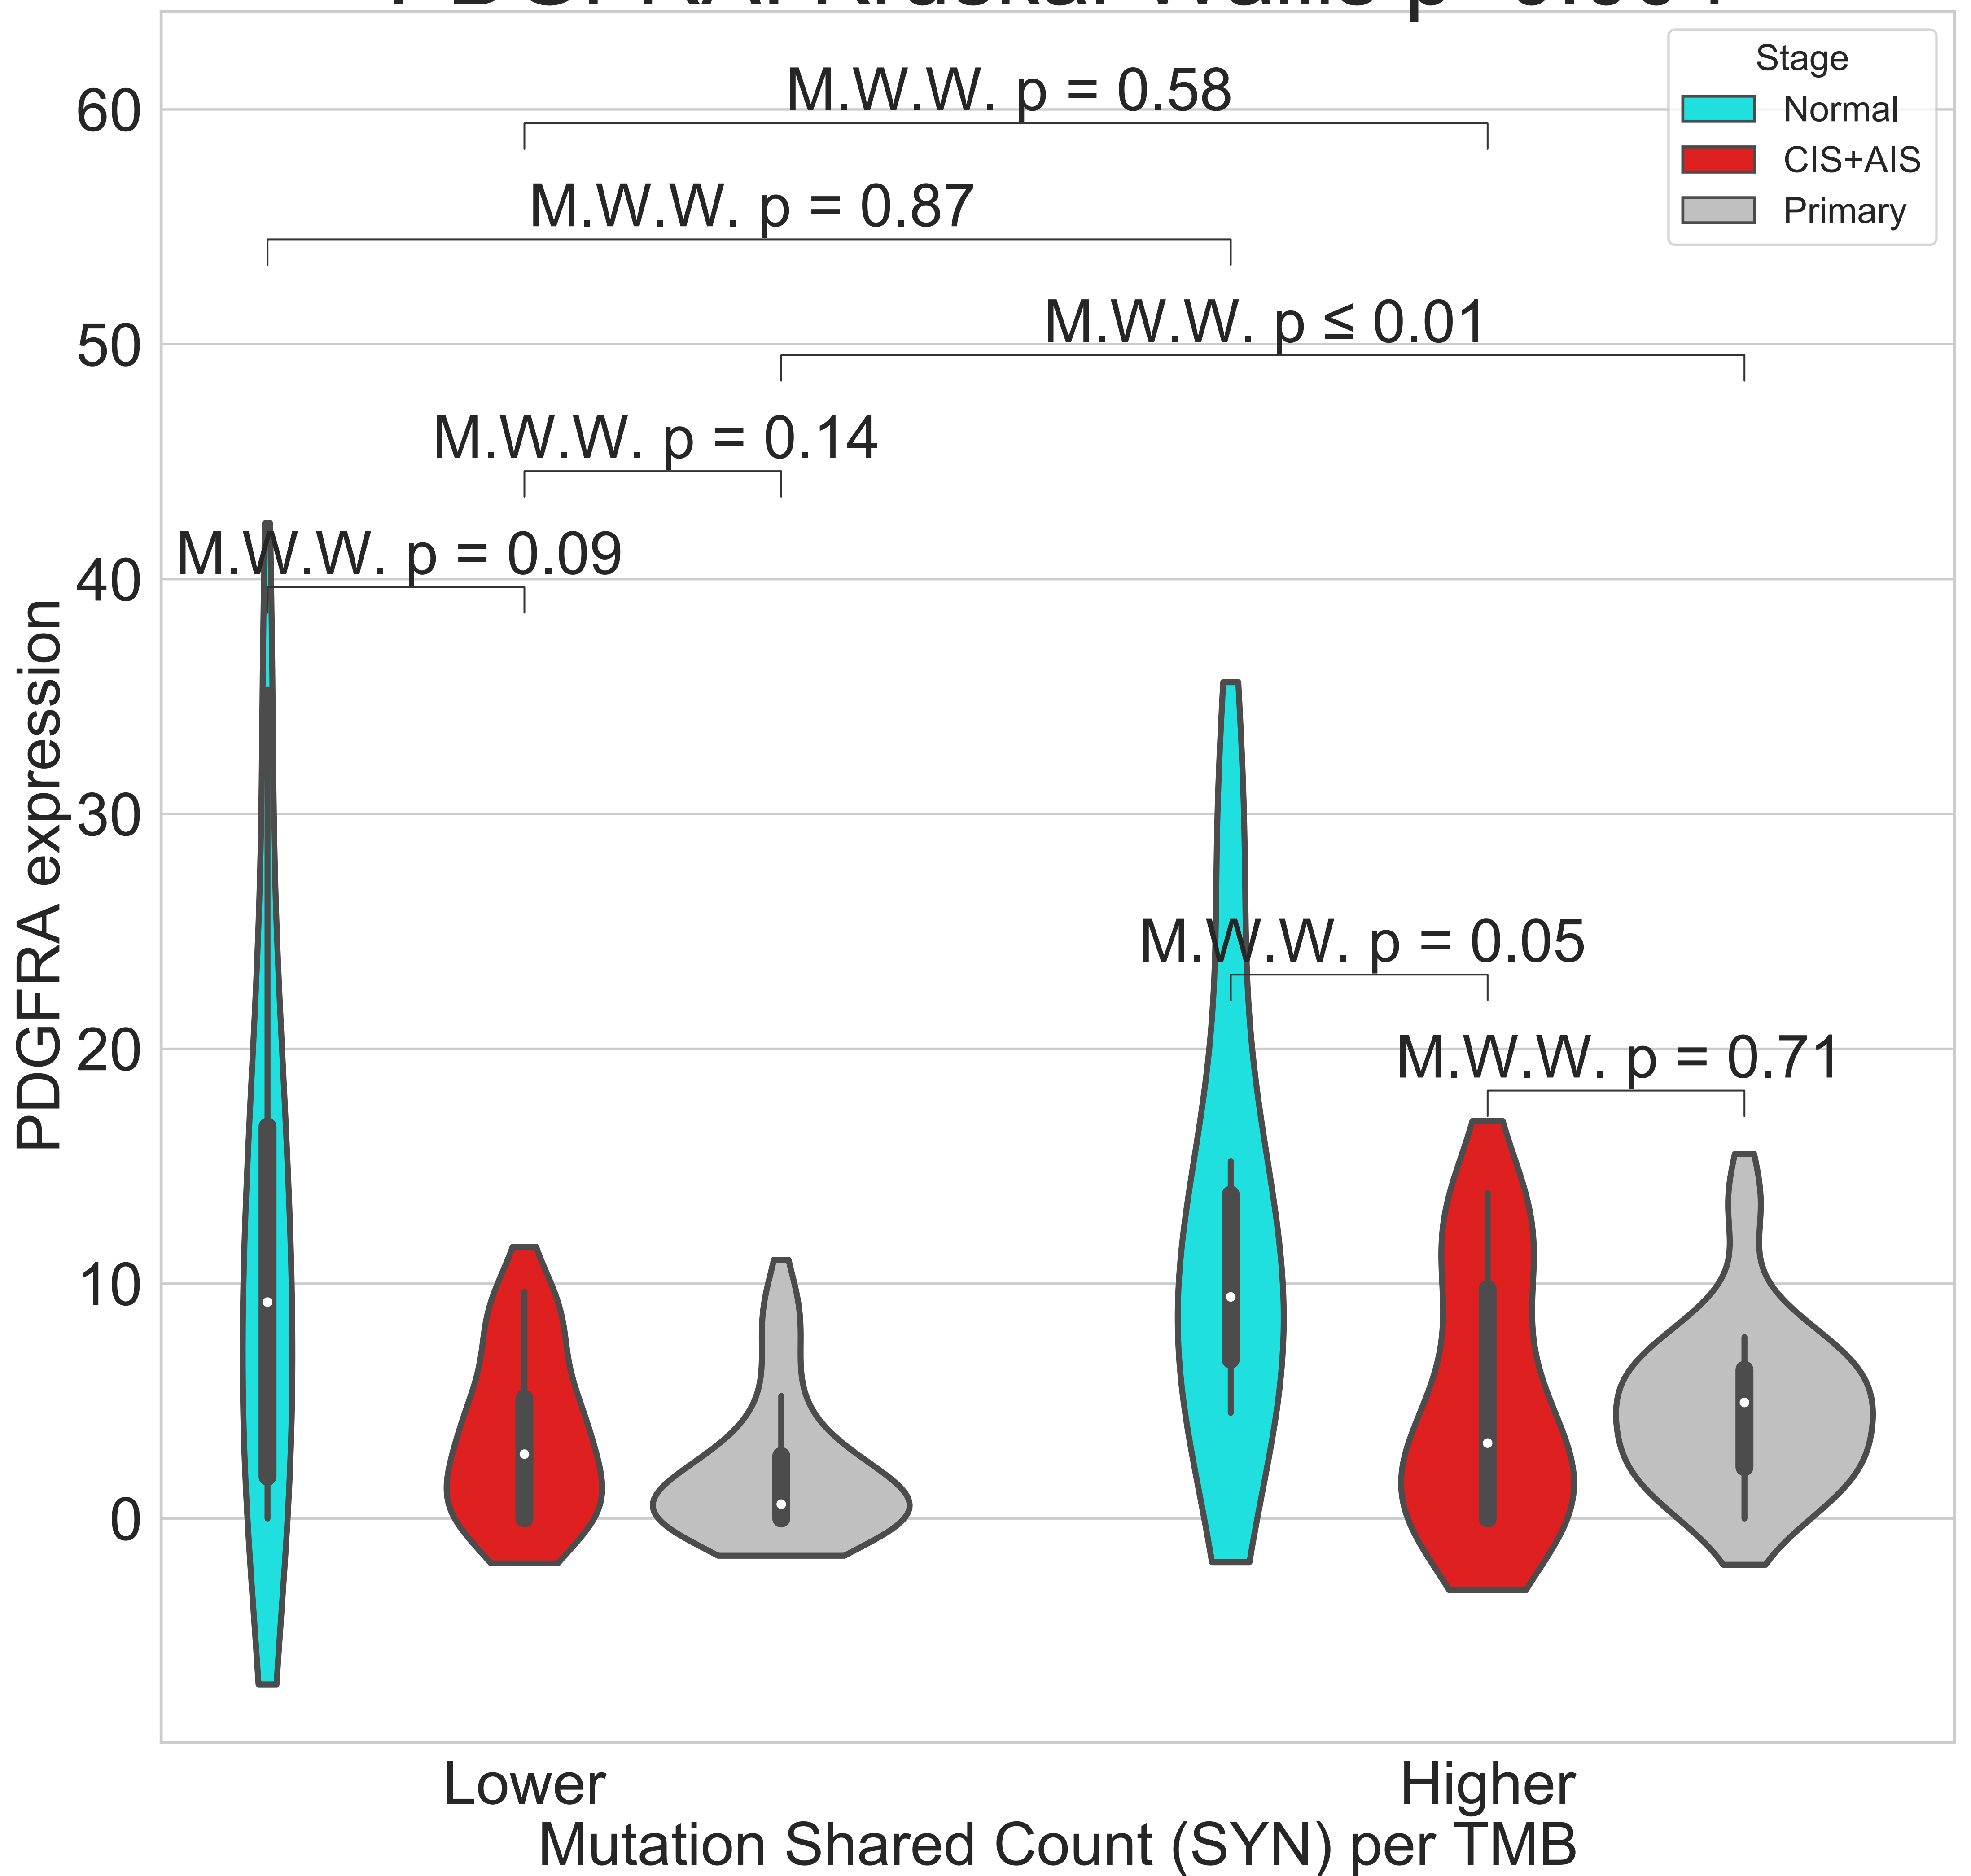 Stage
Normal
CIS+AIS
Primary
M.W.W. p = 0.58
M.W.W. p = 0.87
M.W.W. p ≤ 0.01
M.W.W. p = 0.14
M.W.W. p = 0.09
M.W.W. p = 0.05
M.W.W. p = 0.71
60
50
40
30
20
10
0
PDGFRA expression
Lower
Higher
Mutation Shared Count (SYN) per TMB